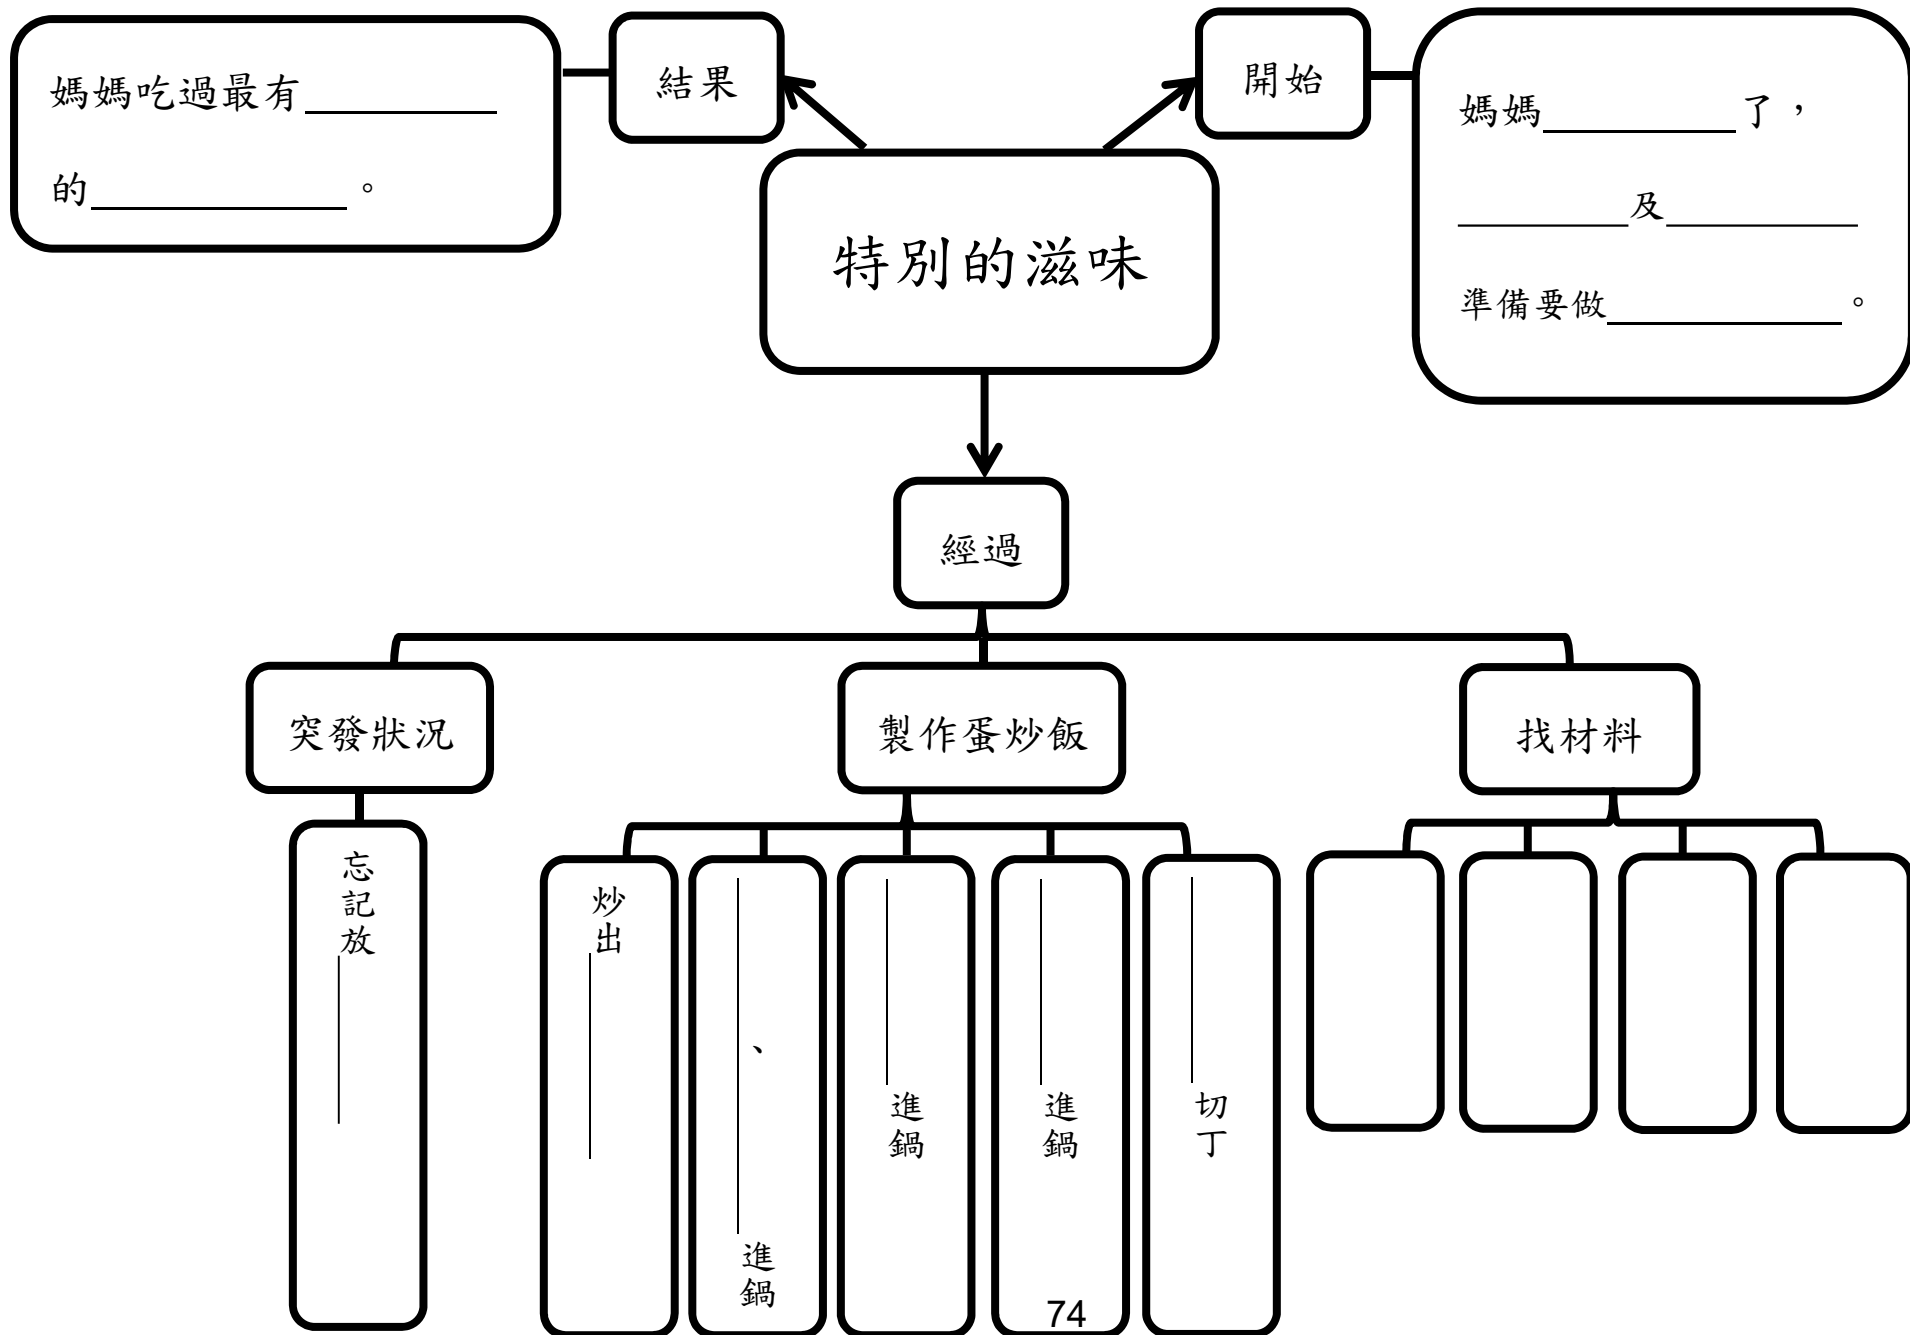 媽媽吃過最有
的 。
結果
開始
媽媽 了，
及
準備要做 。
特別的滋味
經過
突發狀況
製作蛋炒飯
找材料
忘記放
炒出
、 進鍋
進鍋
進鍋
切丁
74